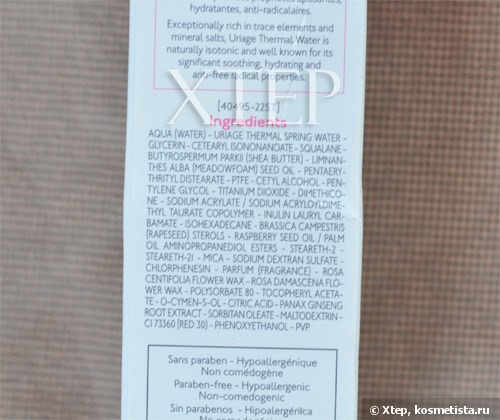 hydratantes, anti-radicalaires.
Exceptionally rich in trace elements and
mineral salts, Uriage Thermal Water is
naturally isotonic and well known for its
significant soothing, hydrating and
anti-free radical properties.
XTEP
[40495-225T]
Ingredients
AQUA (WATER) - URIAGE THERMAL SPRING WATER -
GLYCERIN - CETEARYL ISONONANOATE - SQUALANE -
BUTYROSPERMUM PARKII (SHEA BUTTER) - LIMNAN-
THES ALBA (MEADOWFOAM) SEED OIL - PENTAERY-
THRITYL DISTEARATE - PTFE - CETYL ALCOHOL - PEN-
TYLENE GLYCOL - TITANIUM DIOXIDE - DIMETHICO-
NE - SODIUM ACRYLATE / SODIUM ACRYLOYLDIME-
THYL TAURATE COPOLYMER - INULIN LAURYL CAR-
BAMATE - ISOHEXADECANE - BRASSICA CAMPESTRIS
(RAPESEED) STEROLS - RASPBERRY SEED OIL / PALM
OIL AMINOPROPANEDIOL ESTERS - STEARETH-2 -
STEARETH-21 - MICA - SODIUM DEXTRAN SULFATE -
CHLORPHENESIN - PARFUM (FRAGRANCE) - ROSA
CENTIFOLIA FLOWER WAX - ROSA DAMASCENA FLO-
WER WAX - POLYSORBATE 80 - TOCOPHERYL ACETA-
TE - O-CYMEN-5-OL - CITRIC ACID - PANAX GINSENG
ROOT EXTRACT - SORBITAN OLEATE - MALTODEXTRIN -
CI 73360 (RED 30) - PHENOXYETHANOL - PVP.
Sans paraben - Hypoallergénique
Non comédogène
Paraben-free - Hypoallergenic
Non-comedogenic
Sin parabenos - Hipoalergénica
No comedogénico
© Xtep, kosmetista.ru